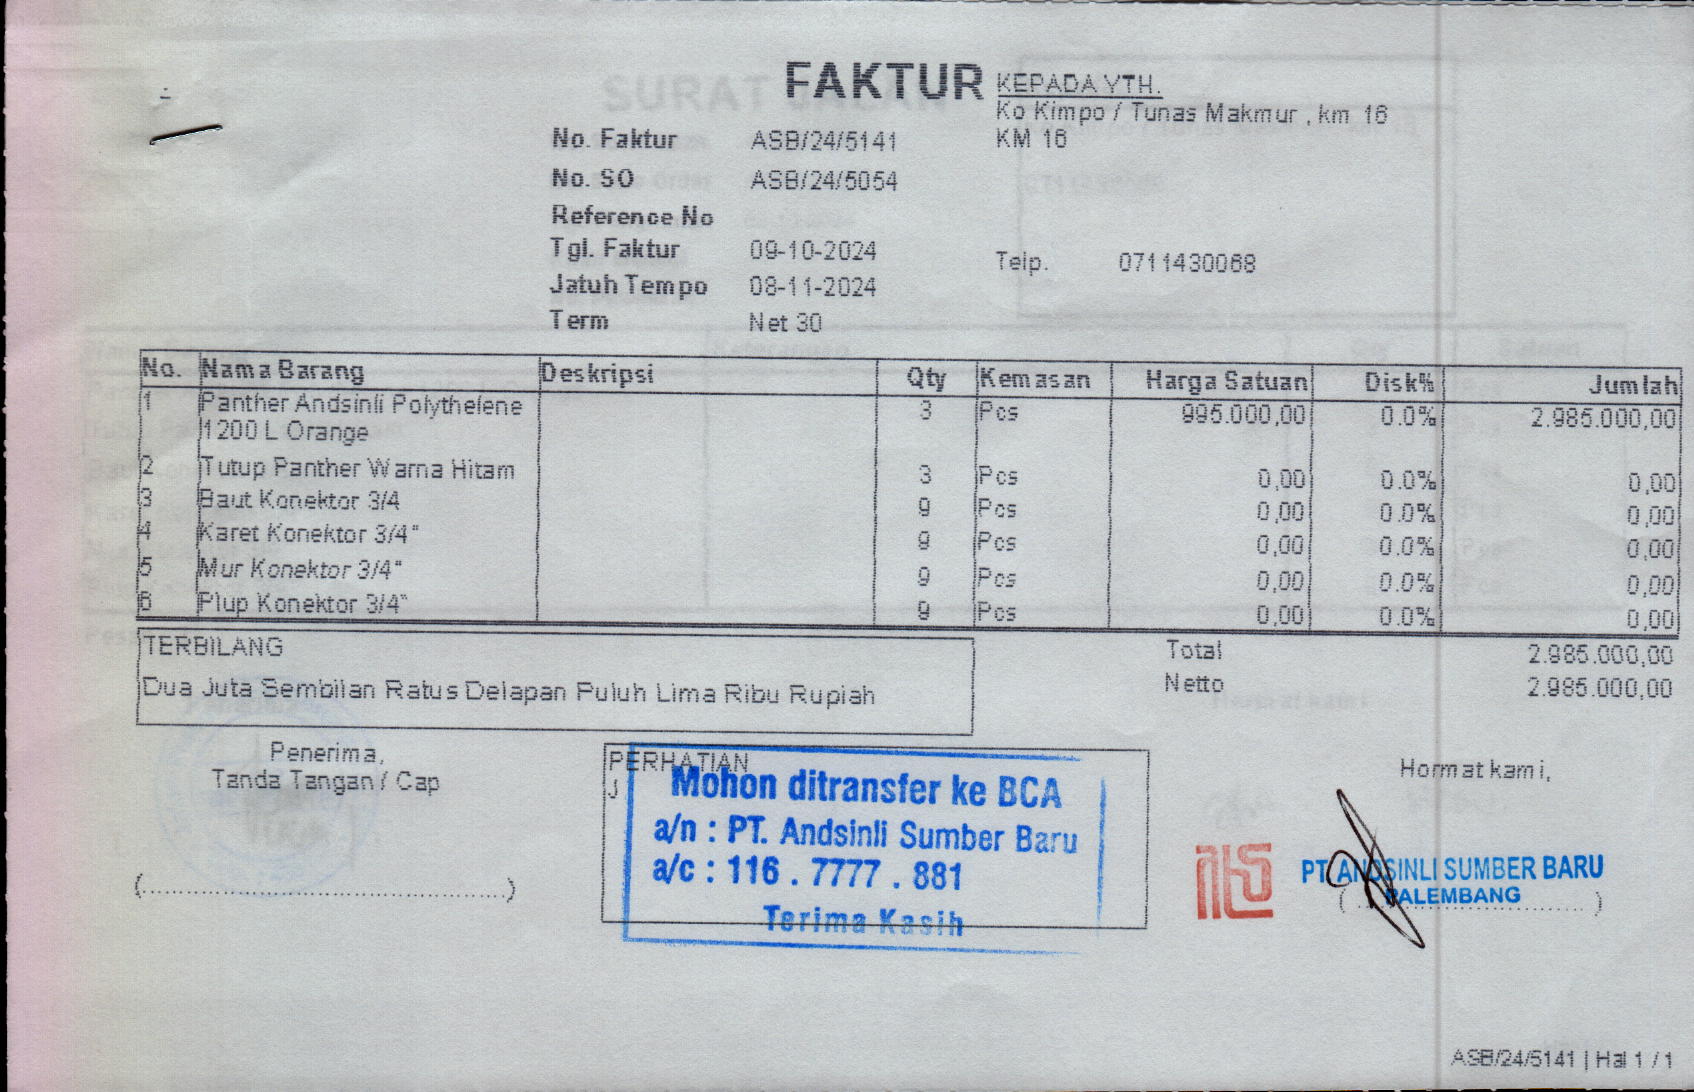 FAKTUR
KEPADA YTH.
Ko Kimpo / Tunas Makmur , km 16
KM 16
No. Faktur ASB/24/5141
No. SO ASB/24/5054
Reference No
Tgl. Faktur 09-10-2024
Jatuh Tempo 08-11-2024
Term Net 30
Telp. 0711430068
No. Nama Barang Deskripsi Qty Kemasan Harga Satuan Disk% Jumlah
1 Panther Andsinli Polythelene 3 Pcs 995.000,00 0.0% 2.985.000,00
1200 L Orange
2 Tutup Panther Warna Hitam 3 Pcs 0,00 0.0% 0,00
3 Baut Konektor 3/4 9 Pcs 0,00 0.0% 0,00
4 Karet Konektor 3/4" 9 Pcs 0,00 0.0% 0,00
5 Mur Konektor 3/4" 9 Pcs 0,00 0.0% 0,00
6 Plup Konektor 3/4" 9 Pcs 0,00 0.0% 0,00
TERBILANG
Dua Juta Sembilan Ratus Delapan Puluh Lima Ribu Rupiah
Total 2.985.000,00
Netto 2.985.000,00
Penerima,
Tanda Tangan / Cap
(..........................................)
PERHATIAN
J
Mohon ditransfer ke BCA
a/n : PT. Andsinli Sumber Baru
a/c : 116 . 7777 . 881
Terima Kasih
Hormat kami,
PT. ANDSINLI SUMBER BARU
PALEMBANG
ASB/24/5141 | Hal 1 / 1